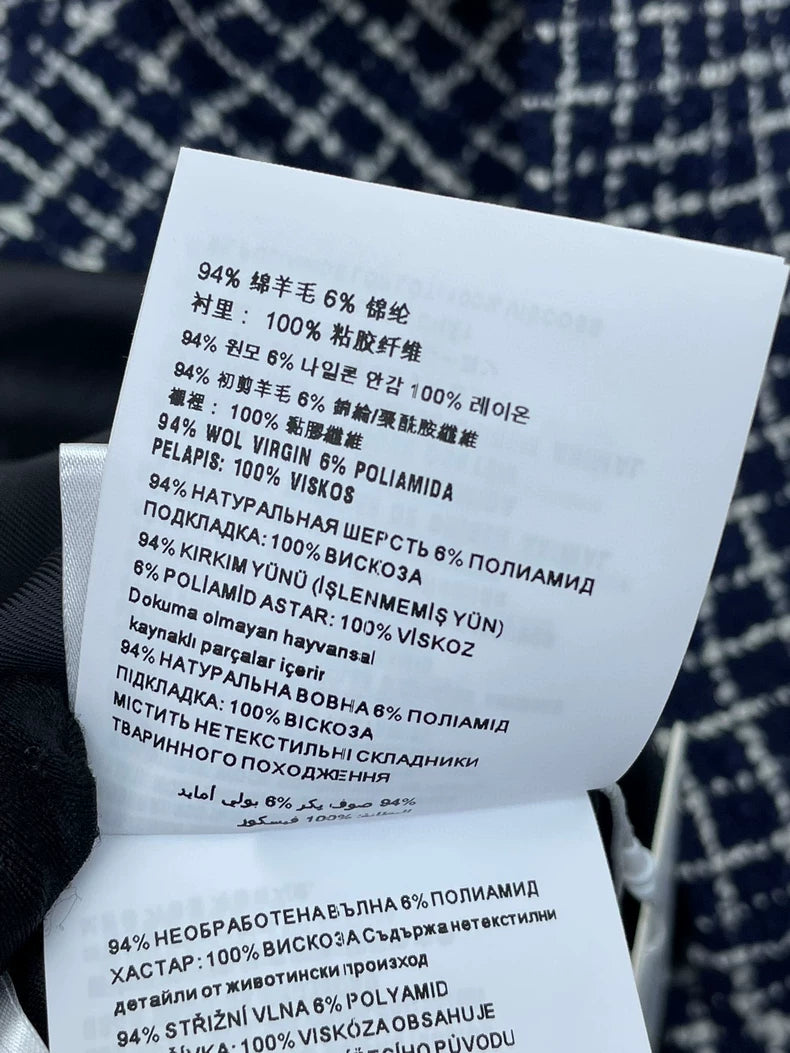 94% 绵羊毛 6% 锦纶
衬里： 100% 粘胶纤维
94% 원모 6% 나일론 안감 100% 레이온
94% 初剪羊毛 6% 錦綸/聚酰胺纖維
襯裡： 100% 黏膠纖維
94% WOL VIRGIN 6% POLIAMIDA
PELAPIS: 100% VISKOS
94% НАТУРАЛЬНАЯ ШЕРСТЬ 6% ПОЛИАМИД
ПОДКЛАДКА: 100% ВИСКОЗА
94% KIRKIM YÜNÜ (İŞLENMEMİŞ YÜN)
6% POLİAMİD ASTAR: 100% VİSKOZ
Dokuma olmayan hayvansal
kaynaklı parçalar içerir
94% НАТУРАЛЬНА ВОВНА 6% ПОЛІАМІД
ПІДКЛАДКА: 100% ВІСКОЗА
МІСТИТЬ НЕТЕКСТИЛЬНІ СКЛАДНИКИ
ТВАРИННОГО ПОХОДЖЕННЯ
94% صوف بكر 6% بولي أمايد
100% فيسكوز
94% НЕОБРАБОТЕНА ВЪЛНА 6% ПОЛИАМИД
ХАСТАР: 100% ВИСКОЗА Съдържа нетекстилни
детайли от животински произход
94% STŘIŽNÍ VLNA 6% POLYAMID
100% VISKÓZA OBSAHUJE
PŮVODU